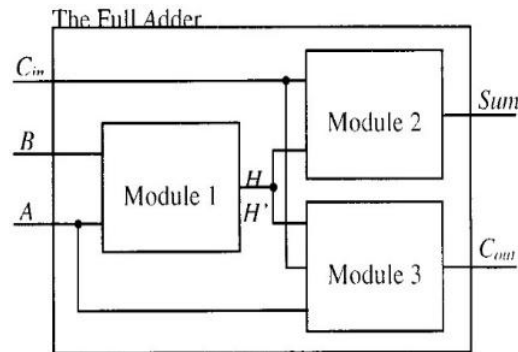 The Full Adder
C_in
B
A
Module 1
H
H'
Module 2
Module 3
Sum
C_out